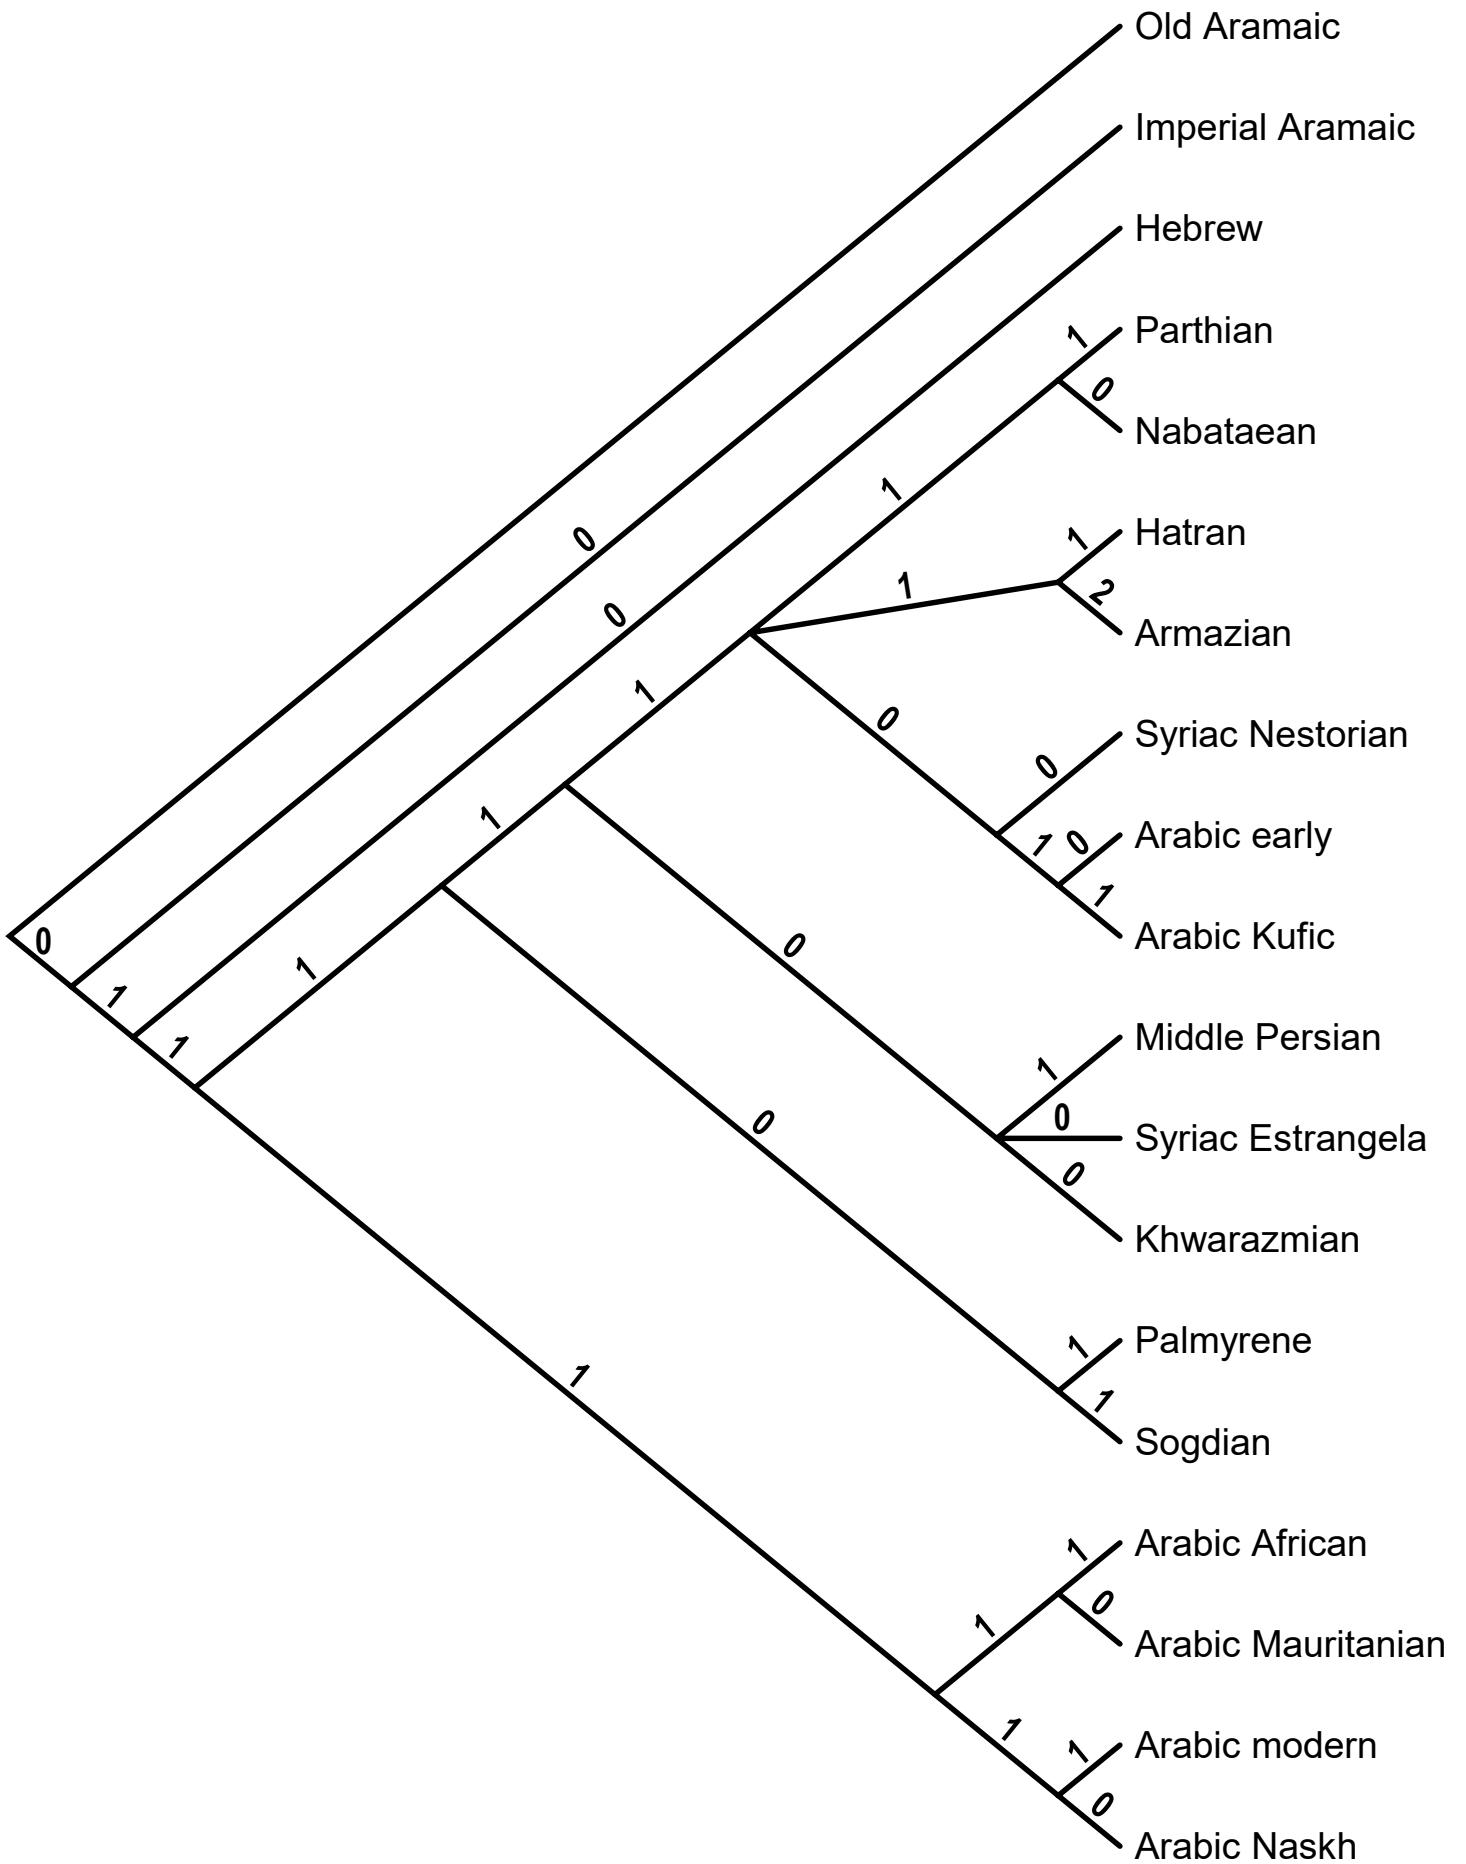 Old Aramaic
Imperial Aramaic
Hebrew
1 Parthian
0
Nabataean
1
1 Hatran
0
1
2
Armazian
0
1
0
Syriac Nestorian
0
1
1 0 Arabic early
1
0
Arabic Kufic
0
1
1
1
Middle Persian
1
0
0
Syriac Estrangela
0
Khwarazmian
1 Palmyrene
1
1
Sogdian
1 Arabic African
0
1
Arabic Mauritanian
1
1 Arabic modern
0
Arabic Naskh